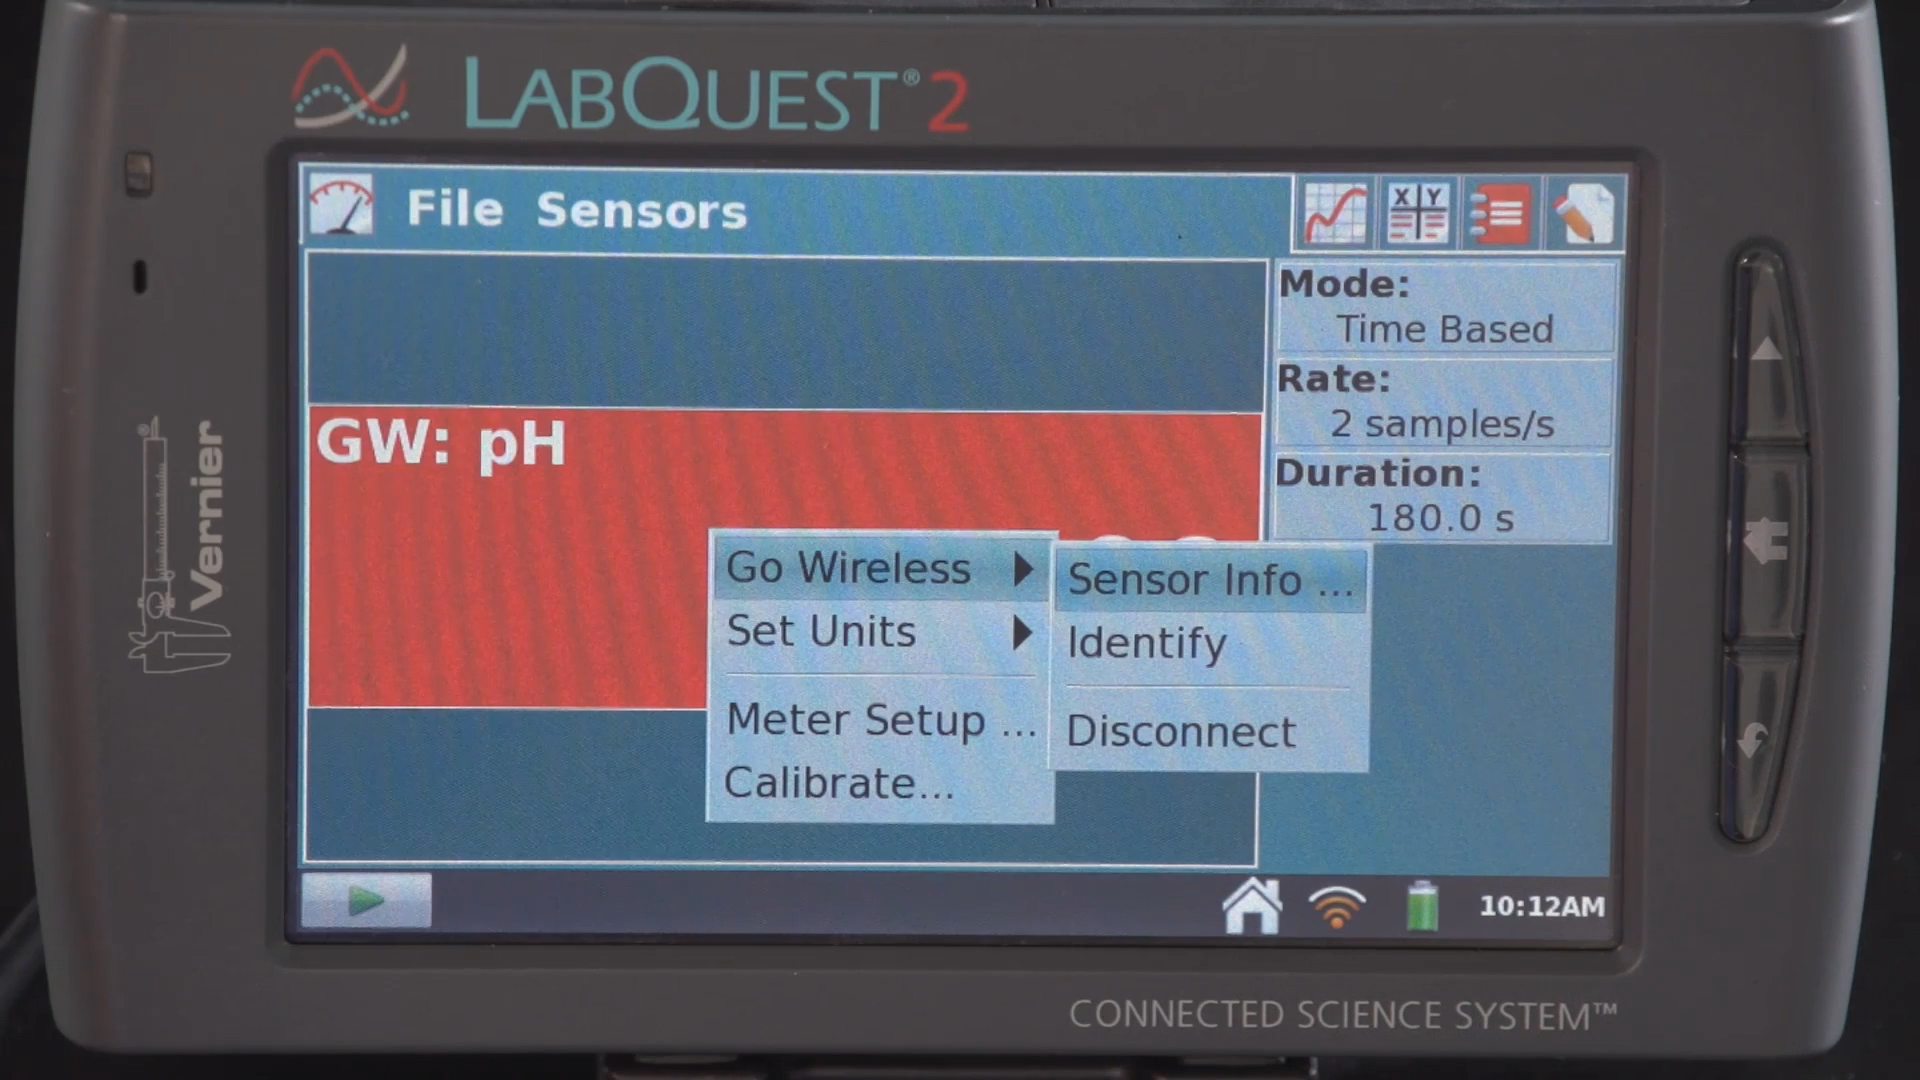 LABQUEST® 2
File Sensors
X Y
Mode:
Time Based
Rate:
2 samples/s
Duration:
180.0 s
GW: pH
Go Wireless
Set Units
Meter Setup ...
Calibrate...
Sensor Info ...
Identify
Disconnect
10:12AM
Vernier
CONNECTED SCIENCE SYSTEM™